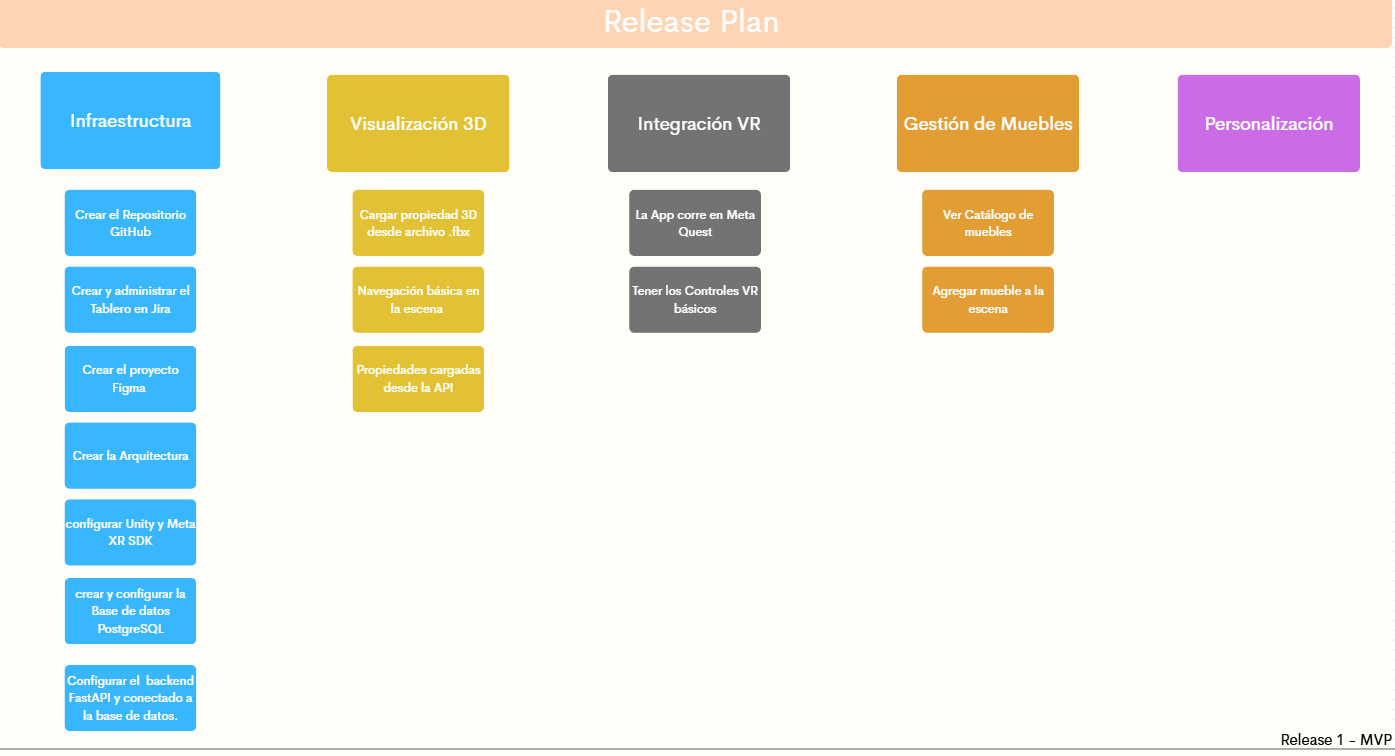 Release Plan
Infraestructura
Visualización 3D
Integración VR
Gestión de Muebles
Personalización
Crear el Repositorio
GitHub
Crear y administrar el
Tablero en Jira
Crear el proyecto
Figma
Crear la Arquitectura
configurar Unity y Meta
XR SDK
crear y configurar la
Base de datos
PostgreSQL
Configurar el  backend
FastAPI y conectado a
la base de datos.
Cargar propiedad 3D
desde archivo .fbx
Navegación básica en
la escena
Propiedades cargadas
desde la API
La App corre en Meta
Quest
Tener los Controles VR
básicos
Ver Catálogo de
muebles
Agregar mueble a la
escena
Release 1 - MVP